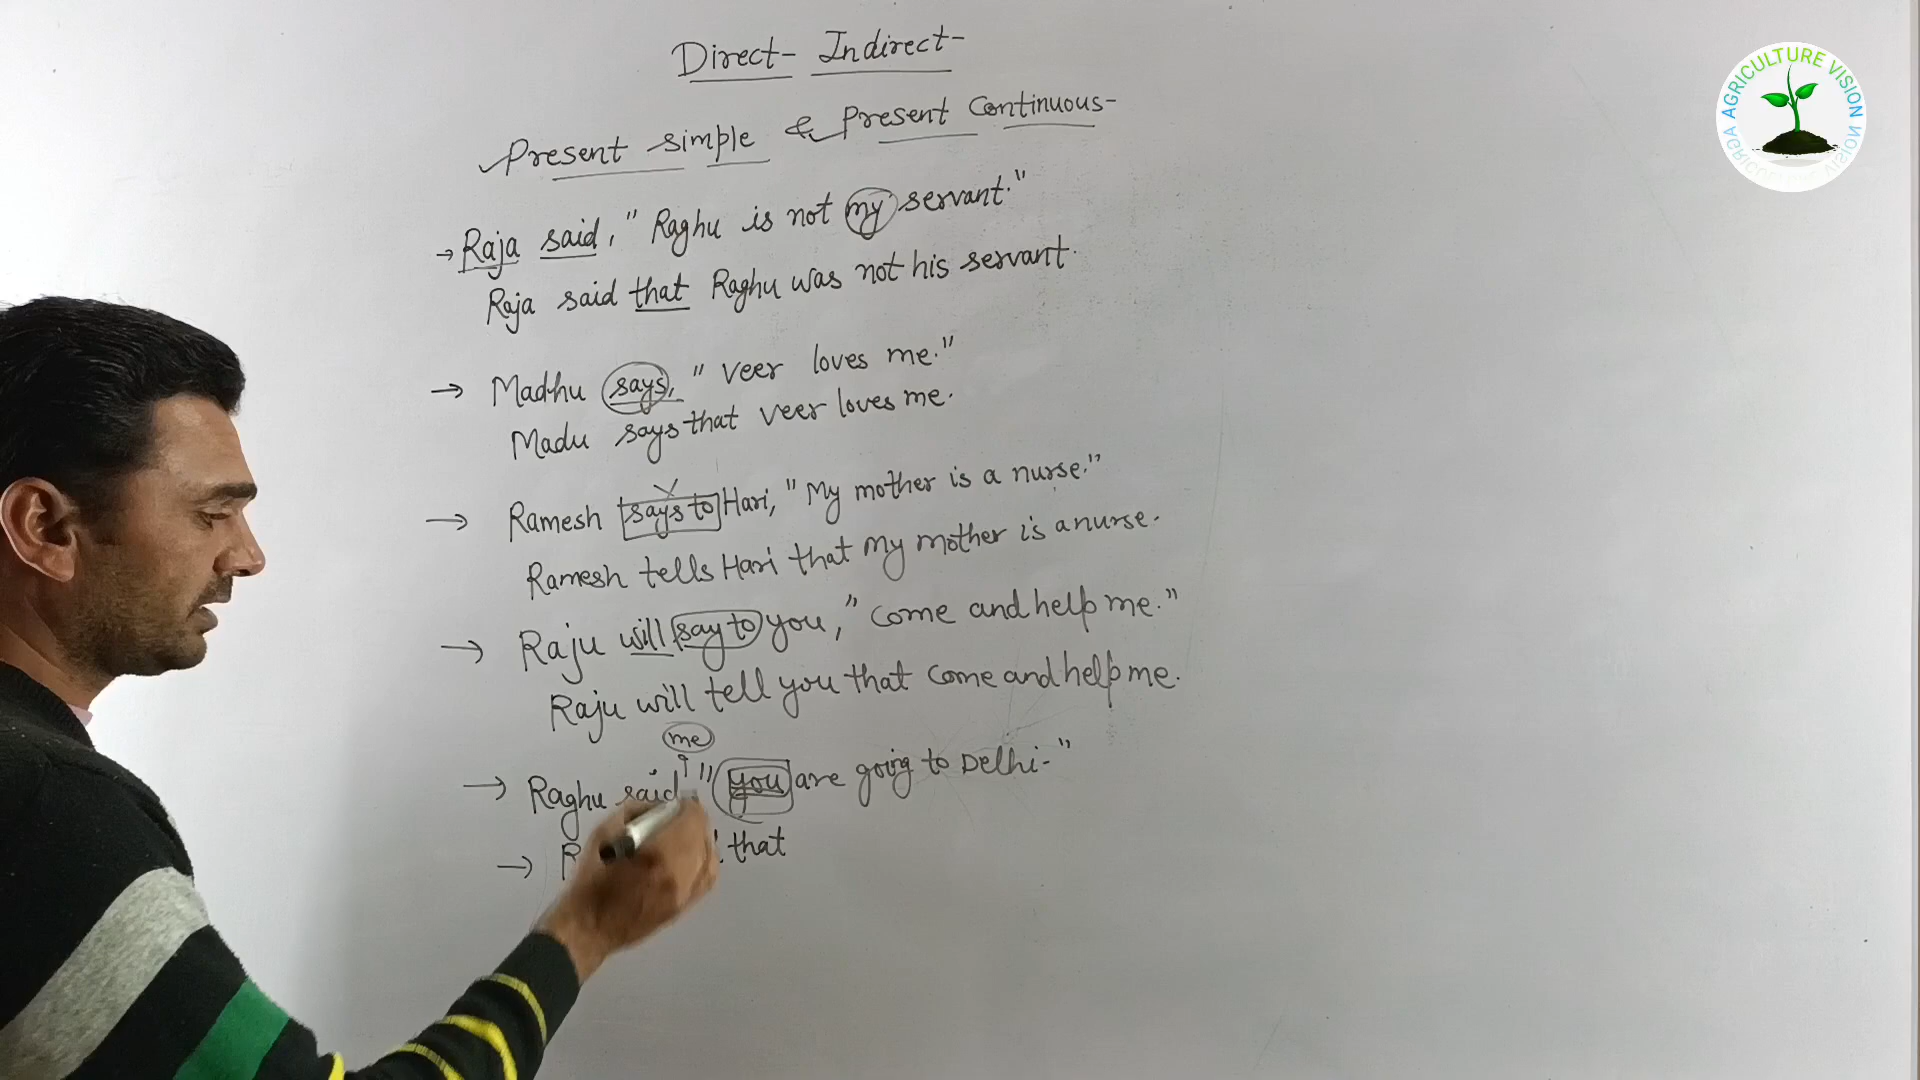 Direct- Indirect-
Present simple & Present Continuous-
→ Raja said, "Raghu is not my servant."
Raja said that Raghu was not his servant.
→ Madhu says, "Veer loves me."
Madu says that Veer loves me.
→ Ramesh says to Hari, "My mother is a nurse."
Ramesh tells Hari that my mother is a nurse.
→ Raju will say to you," Come and help me."
Raju will tell you that come and help me.
me
→ Raghu said, "you are going to Delhi-"
→ that
AGRICULTURE VISION